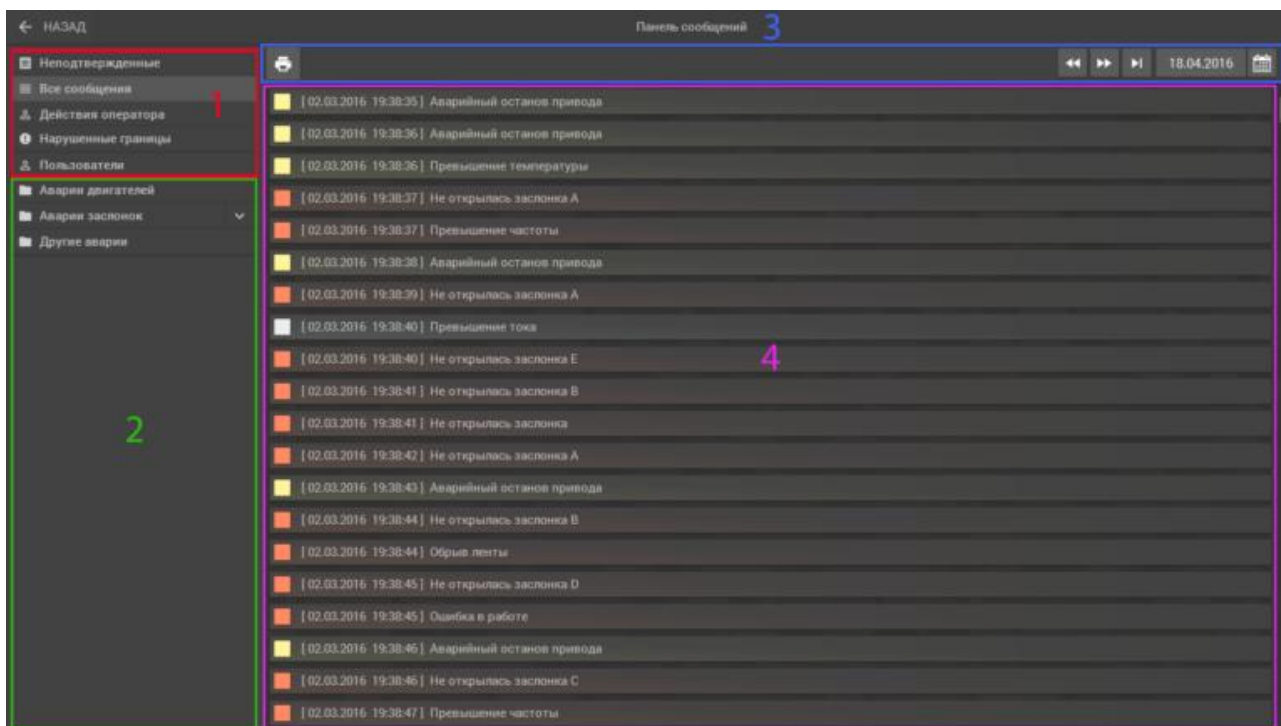 НАЗАД
Панель сообщений
3
Неподтвержденные
Все сообщения
Действия оператора
Нарушенные границы
Пользователи
1
Аварии двигателей
Аварии заслонок
Другие аварии
2
18.04.2016
[ 02.03.2016 19:38:35 ] Аварийный останов привода
[ 02.03.2016 19:38:36 ] Аварийный останов привода
[ 02.03.2016 19:38:36 ] Превышение температуры
[ 02.03.2016 19:38:37 ] Не открылась заслонка A
[ 02.03.2016 19:38:37 ] Превышение частоты
[ 02.03.2016 19:38:38 ] Аварийный останов привода
[ 02.03.2016 19:38:39 ] Не открылась заслонка A
[ 02.03.2016 19:38:40 ] Превышение тока
[ 02.03.2016 19:38:40 ] Не открылась заслонка E
4
[ 02.03.2016 19:38:41 ] Не открылась заслонка B
[ 02.03.2016 19:38:41 ] Не открылась заслонка
[ 02.03.2016 19:38:42 ] Не открылась заслонка A
[ 02.03.2016 19:38:43 ] Аварийный останов привода
[ 02.03.2016 19:38:44 ] Не открылась заслонка B
[ 02.03.2016 19:38:44 ] Обрыв ленты
[ 02.03.2016 19:38:45 ] Не открылась заслонка D
[ 02.03.2016 19:38:45 ] Ошибка в работе
[ 02.03.2016 19:38:46 ] Аварийный останов привода
[ 02.03.2016 19:38:46 ] Не открылась заслонка C
[ 02.03.2016 19:38:47 ] Превышение частоты